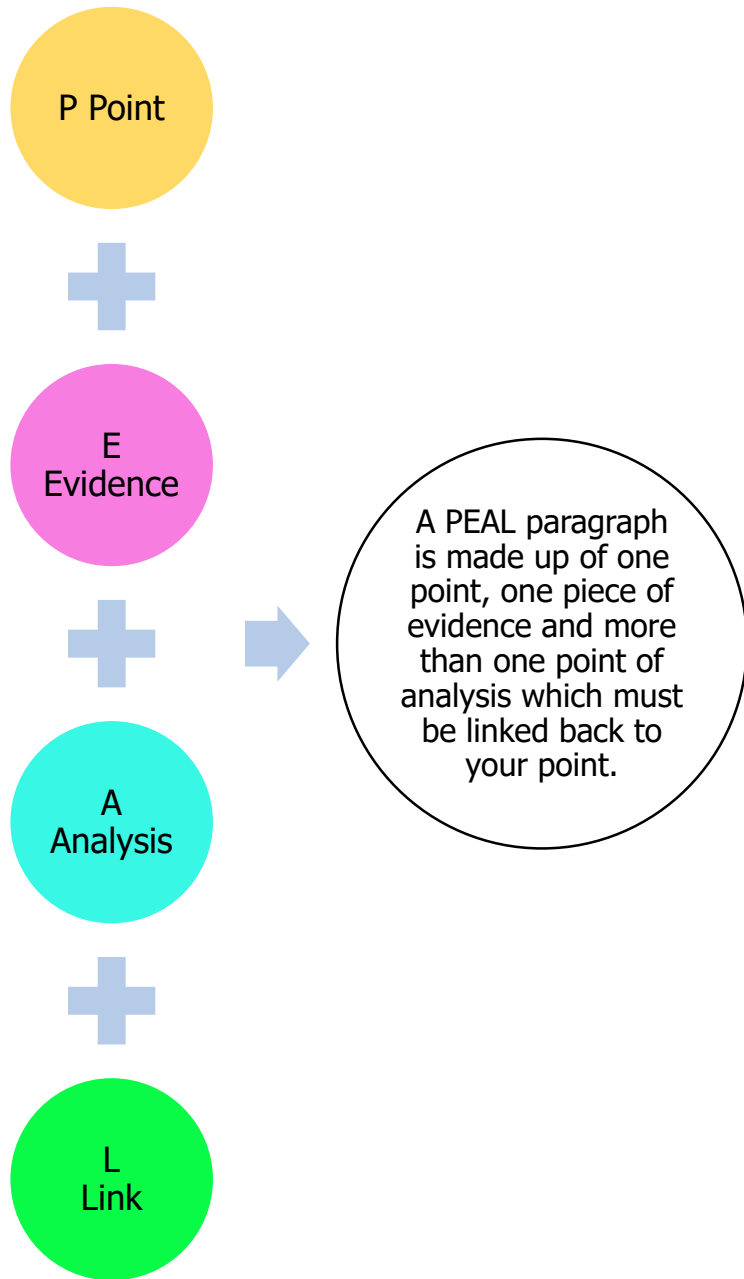 P Point
E
Evidence
A
Analysis
L
Link
A PEAL paragraph
is made up of one
point, one piece of
evidence and more
than one point of
analysis which must
be linked back to
your point.